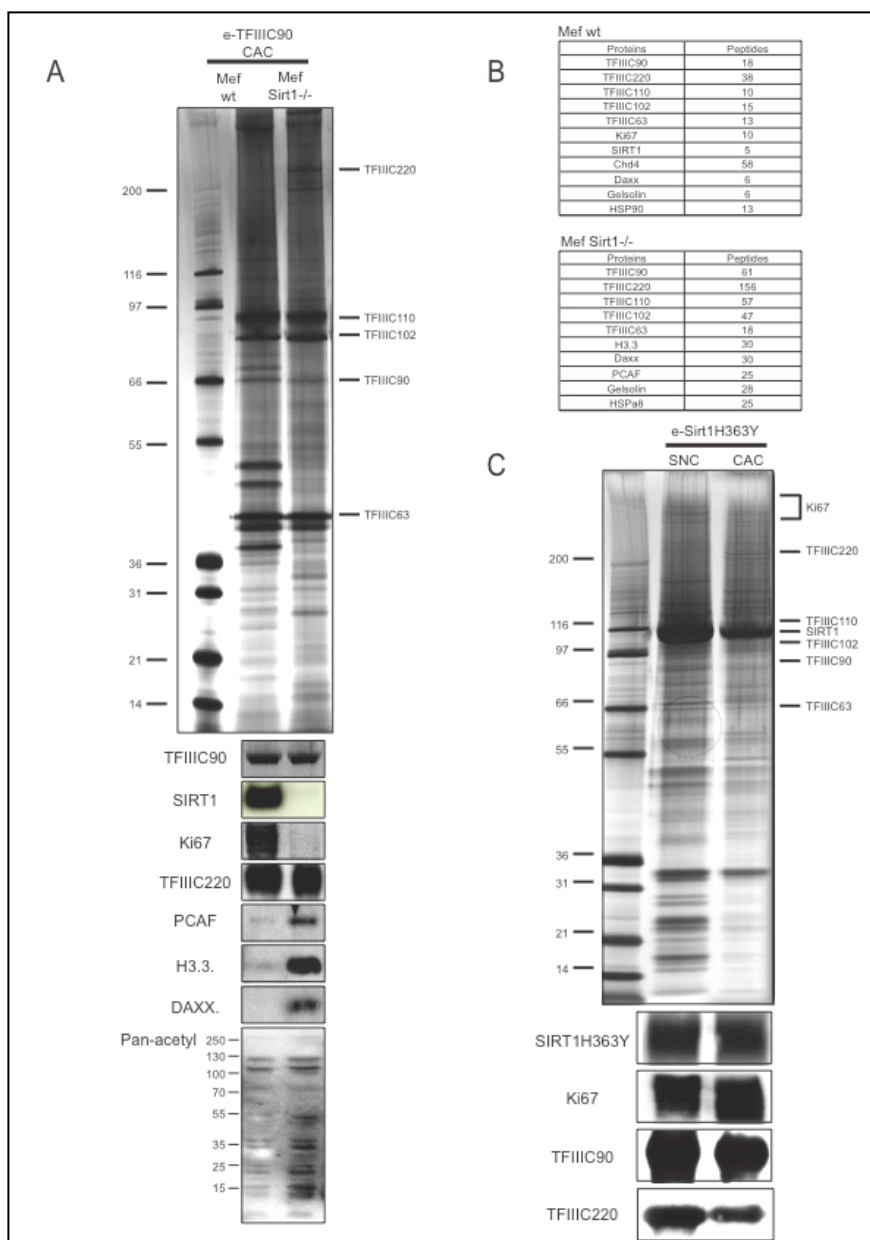 A
e-TFIIIC90
CAC
Mef
wt
Mef
Sirt1-/-
200
116
97
66
55
36
31
21
14
TFIIIC220
TFIIIC110
TFIIIC102
TFIIIC90
TFIIIC63
TFIIIC90
SIRT1
Ki67
TFIIIC220
PCAF
H3.3.
DAXX.
Pan-acetyl
250
130
100
70
55
35
25
15
B
Mef wt
Proteins Peptides
TFIIIC90 18
TFIIIC220 38
TFIIIC110 10
TFIIIC102 15
TFIIIC63 13
Ki67 10
SIRT1 5
Chd4 58
Daxx 6
Gelsolin 6
HSP90 13
Mef Sirt1-/-
Proteins Peptides
TFIIIC90 61
TFIIIC220 156
TFIIIC110 57
TFIIIC102 47
TFIIIC63 18
H3.3 30
Daxx 30
PCAF 25
Gelsolin 28
HSPa8 25
C
e-Sirt1H363Y
SNC CAC
200
116
97
66
55
36
31
21
14
Ki67
TFIIIC220
TFIIIC110
SIRT1
TFIIIC102
TFIIIC90
TFIIIC63
SIRT1H363Y
Ki67
TFIIIC90
TFIIIC220